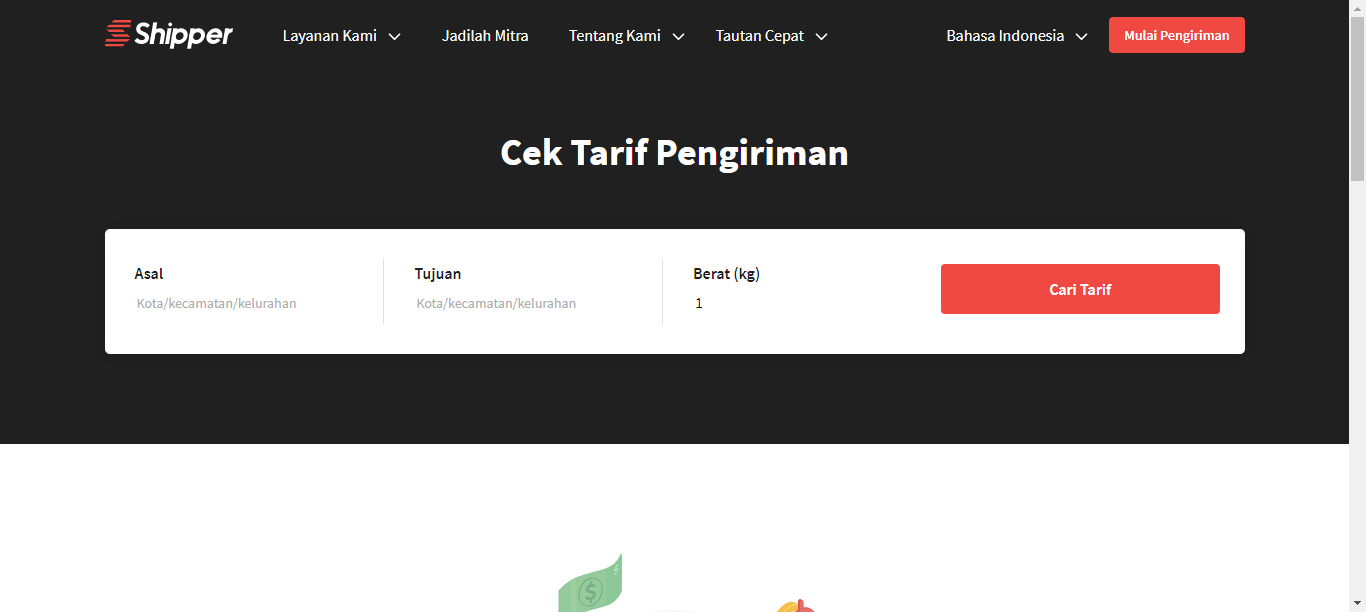 Shipper
Layanan Kami
Jadilah Mitra
Tentang Kami
Tautan Cepat
Bahasa Indonesia
Mulai Pengiriman
Cek Tarif Pengiriman
Asal
Kota/kecamatan/kelurahan
Tujuan
Kota/kecamatan/kelurahan
Berat (kg)
1
Cari Tarif
$
$